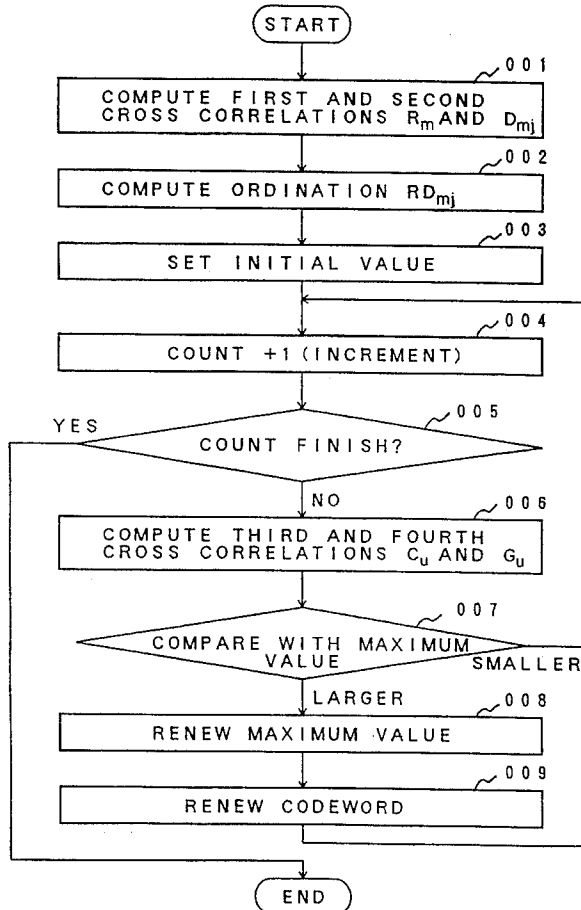 START
001
COMPUTE FIRST AND SECOND
CROSS CORRELATIONS Rm AND Dmj
002
COMPUTE ORDINATION RDmj
003
SET INITIAL VALUE
004
COUNT +1 (INCREMENT)
005
YES
COUNT FINISH?
NO
006
COMPUTE THIRD AND FOURTH
CROSS CORRELATIONS Cu AND Gu
007
COMPARE WITH MAXIMUM
VALUE
SMALLER
LARGER
008
RENEW MAXIMUM VALUE
009
RENEW CODEWORD
END